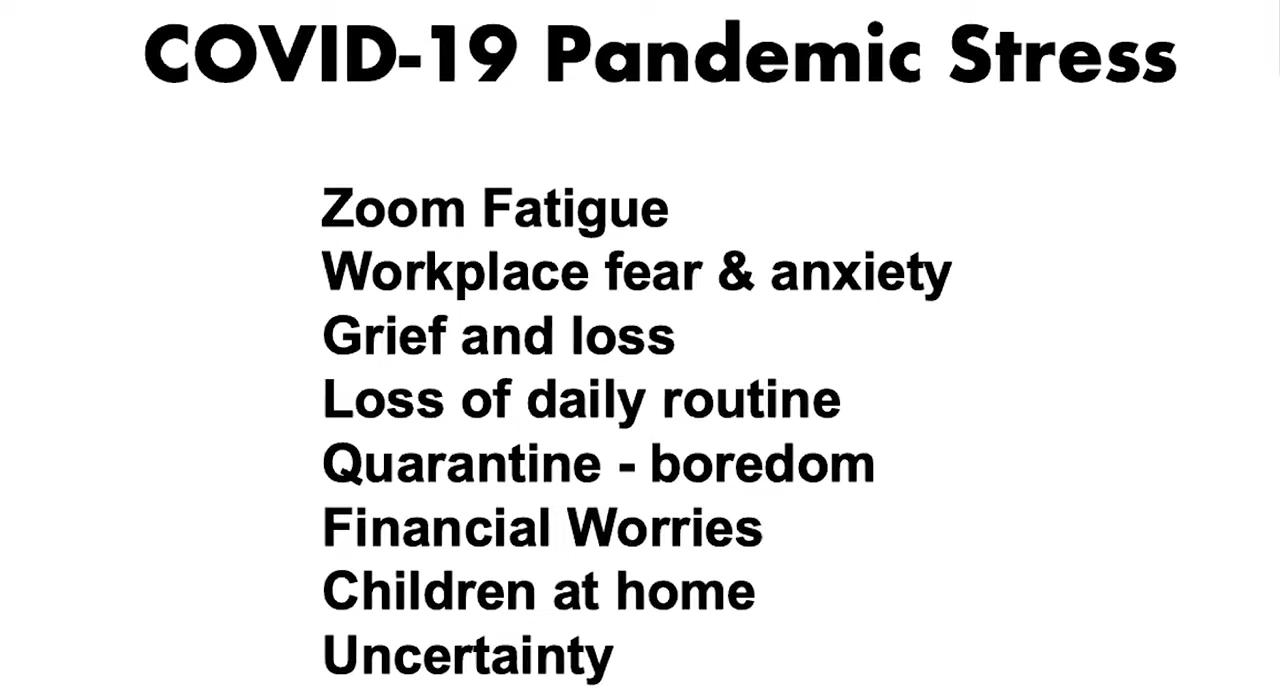 COVID-19 Pandemic Stress
Zoom Fatigue
Workplace fear & anxiety
Grief and loss
Loss of daily routine
Quarantine - boredom
Financial Worries
Children at home
Uncertainty